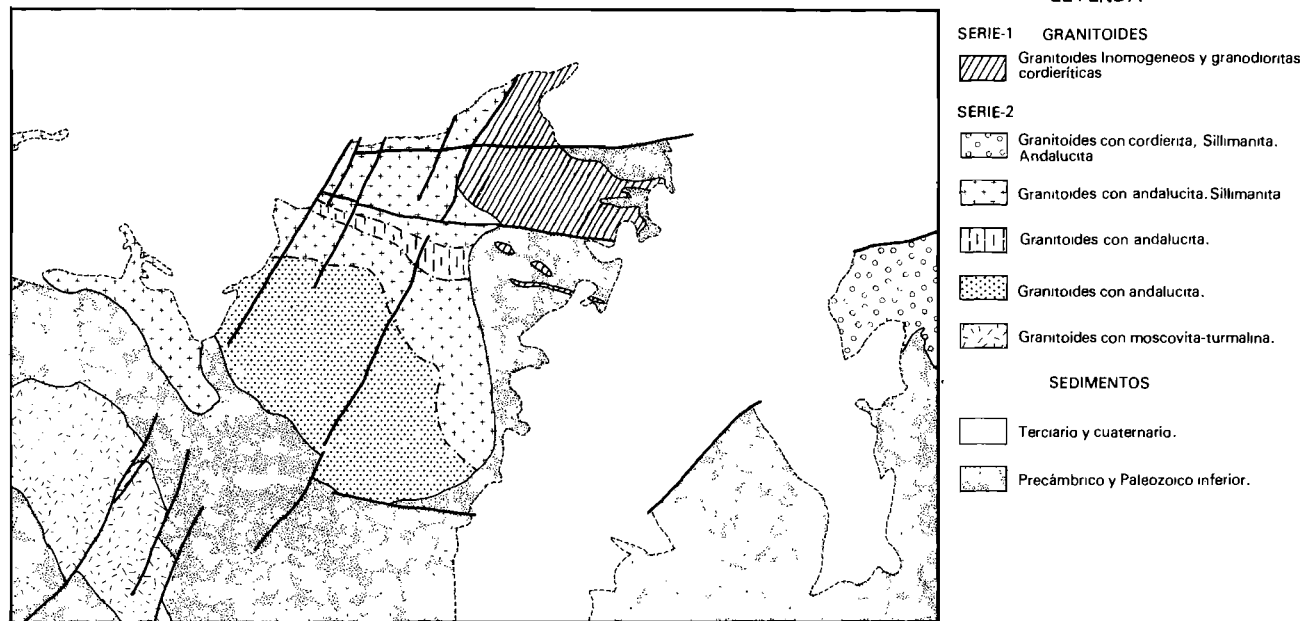 LEYENDA
SERIE-1 GRANITOIDES
Granitoides Inomogeneos y granodioritas
cordieríticas
SERIE-2
Granitoides con cordierita, Sillimanita.
Andalucita
Granitoides con andalucita. Sillimanita
Granitoides con andalucita.
Granitoides con andalucita.
Granitoides con moscovita-turmalina.
SEDIMENTOS
Terciario y cuaternario.
Precámbrico y Paleozoico inferior.